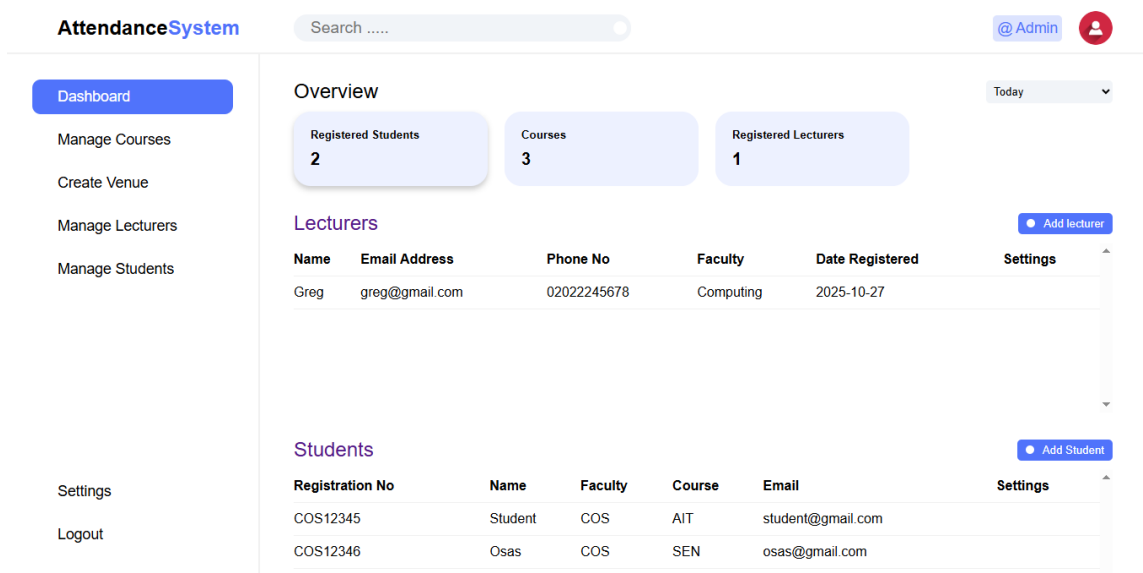 AttendanceSystem
Search .....
@ Admin
Dashboard
Manage Courses
Create Venue
Manage Lecturers
Manage Students
Settings
Logout
Overview
Today
Registered Students
2
Courses
3
Registered Lecturers
1
Lecturers
Add lecturer
Name Email Address Phone No Faculty Date Registered Settings
Greg greg@gmail.com 02022245678 Computing 2025-10-27
Students
Add Student
Registration No Name Faculty Course Email Settings
COS12345 Student COS AIT student@gmail.com
COS12346 Osas COS SEN osas@gmail.com